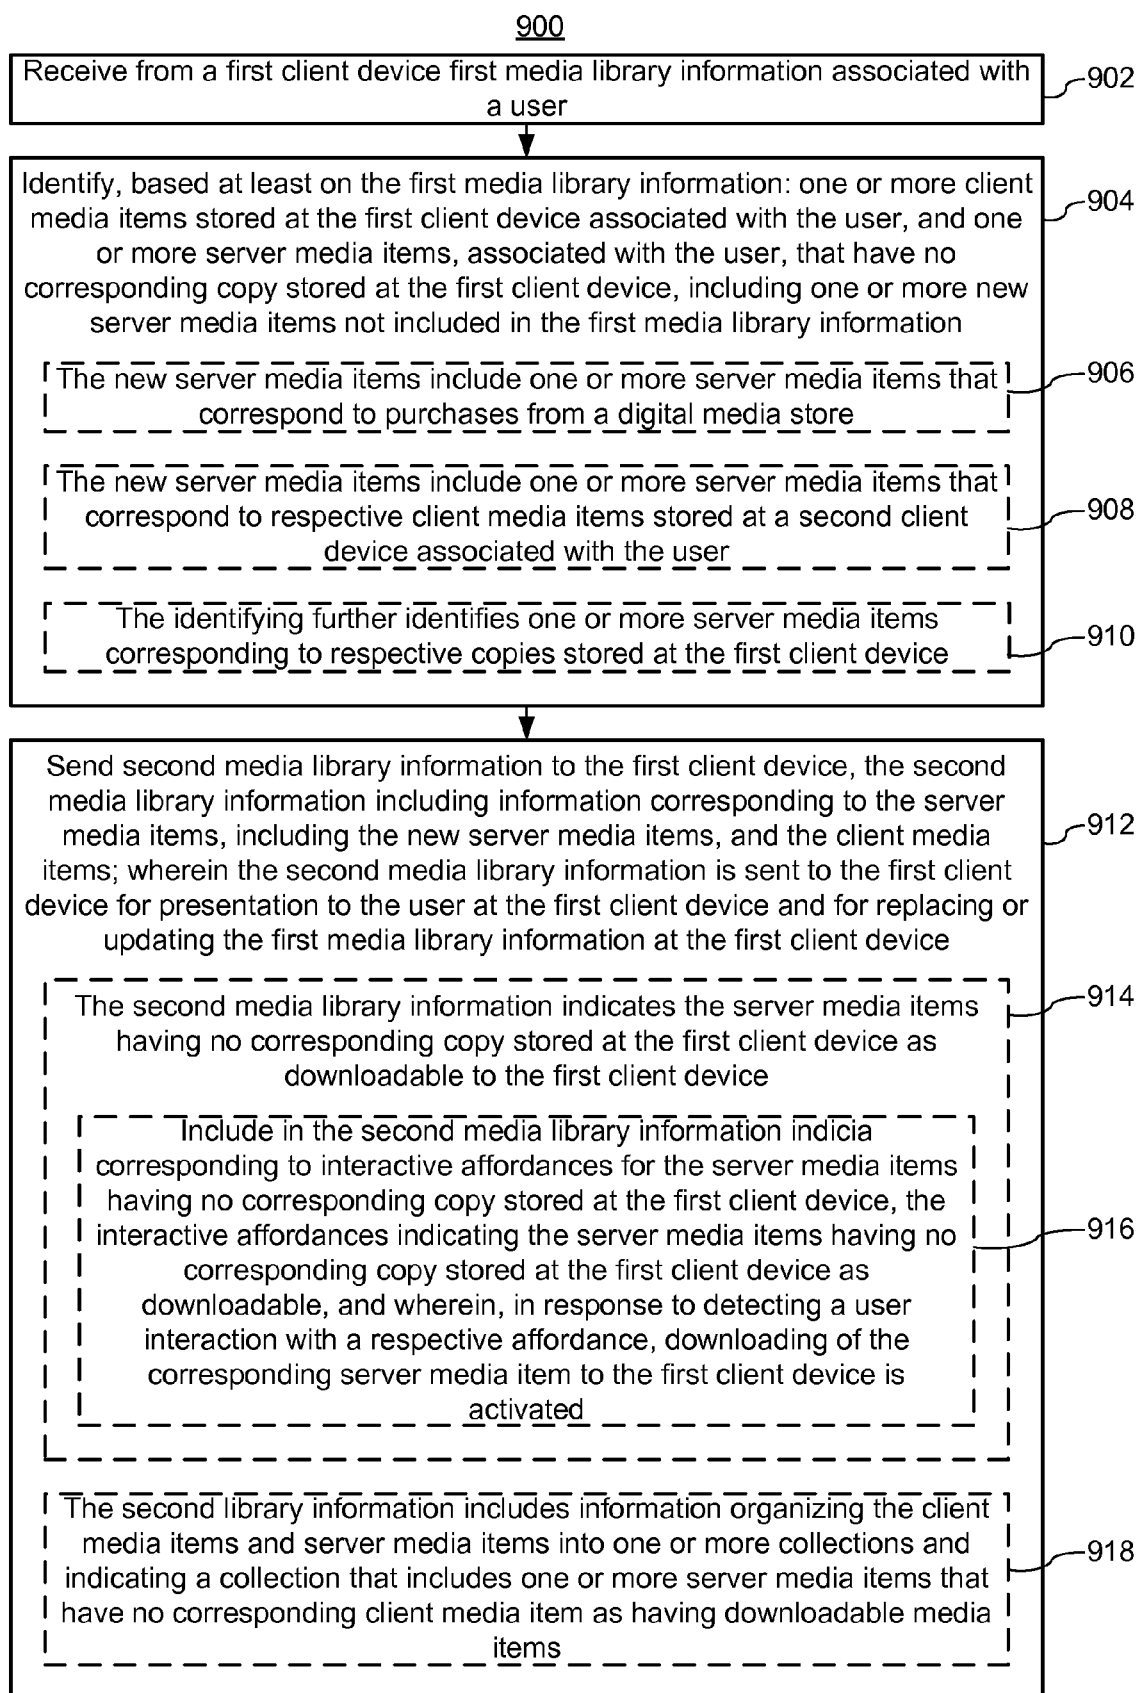 900
Receive from a first client device first media library information associated with
a user
902
Identify, based at least on the first media library information: one or more client
media items stored at the first client device associated with the user, and one
or more server media items, associated with the user, that have no
corresponding copy stored at the first client device, including one or more new
server media items not included in the first media library information
904
The new server media items include one or more server media items that
correspond to purchases from a digital media store
906
The new server media items include one or more server media items that
correspond to respective client media items stored at a second client
device associated with the user
908
The identifying further identifies one or more server media items
corresponding to respective copies stored at the first client device
910
Send second media library information to the first client device, the second
media library information including information corresponding to the server
media items, including the new server media items, and the client media
items; wherein the second media library information is sent to the first client
device for presentation to the user at the first client device and for replacing or
updating the first media library information at the first client device
912
The second media library information indicates the server media items
having no corresponding copy stored at the first client device as
downloadable to the first client device
914
Include in the second media library information indicia
corresponding to interactive affordances for the server media items
having no corresponding copy stored at the first client device, the
interactive affordances indicating the server media items having no
corresponding copy stored at the first client device as
downloadable, and wherein, in response to detecting a user
interaction with a respective affordance, downloading of the
corresponding server media item to the first client device is
activated
916
The second library information includes information organizing the client
media items and server media items into one or more collections and
indicating a collection that includes one or more server media items that
have no corresponding client media item as having downloadable media
items
918